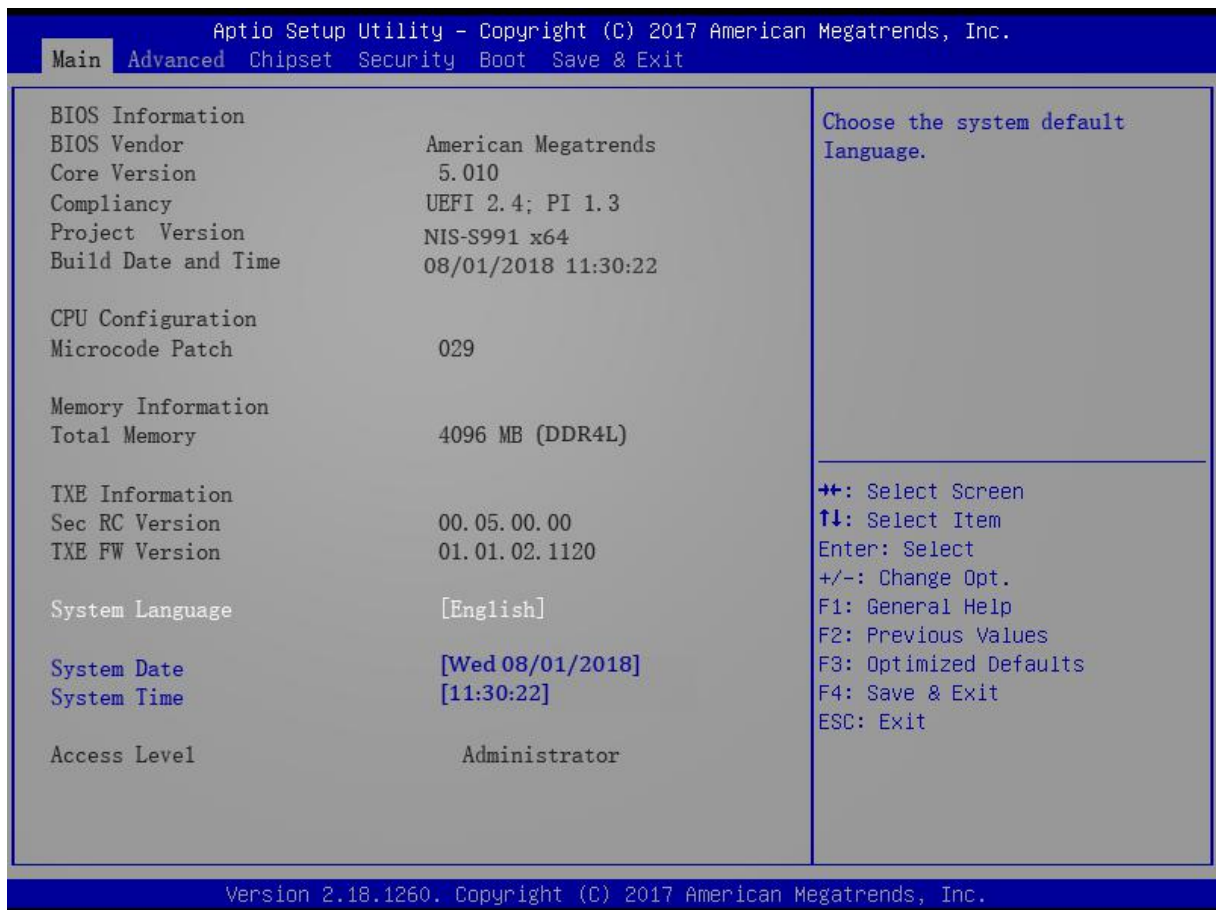 Aptio Setup Utility – Copyright (C) 2017 American Megatrends, Inc.
Main Advanced Chipset Security Boot Save & Exit
BIOS Information
BIOS Vendor American Megatrends
Core Version 5.010
Compliancy UEFI 2.4; PI 1.3
Project Version NIS-S991 x64
Build Date and Time 08/01/2018 11:30:22
CPU Configuration
Microcode Patch 029
Memory Information
Total Memory 4096 MB (DDR4L)
TXE Information
Sec RC Version 00.05.00.00
TXE FW Version 01.01.02.1120
System Language [English]
System Date [Wed 08/01/2018]
System Time [11:30:22]
Access Level Administrator
Choose the system default
Ianguage.
→←: Select Screen
↑↓: Select Item
Enter: Select
+/-: Change Opt.
F1: General Help
F2: Previous Values
F3: Optimized Defaults
F4: Save & Exit
ESC: Exit
Version 2.18.1260. Copyright (C) 2017 American Megatrends, Inc.